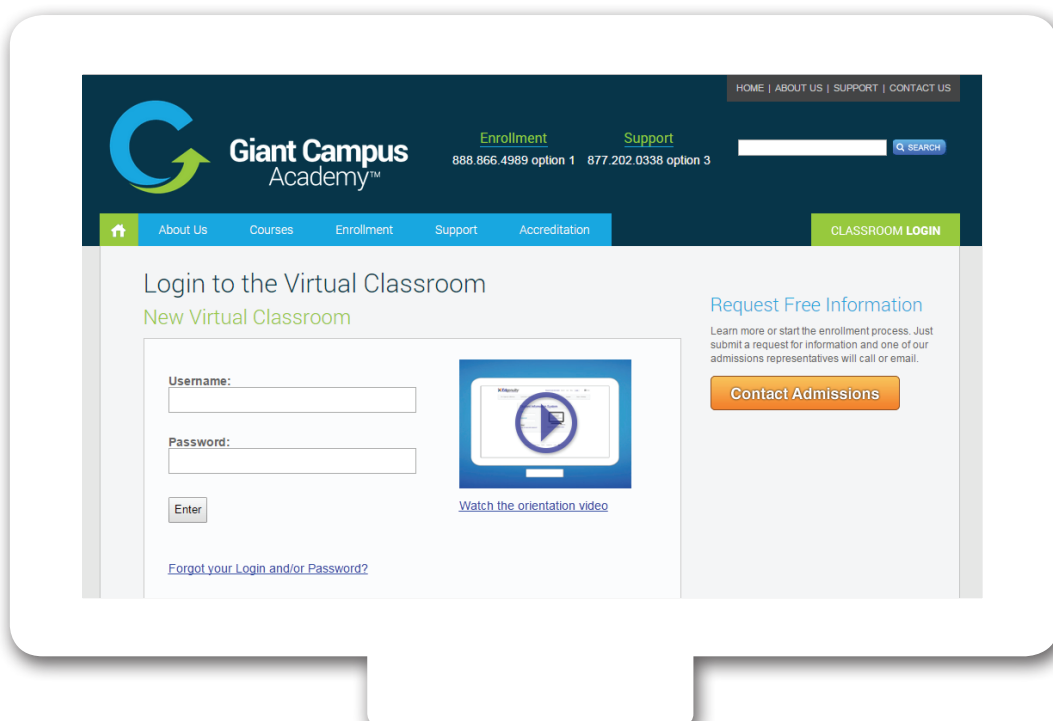 HOME | ABOUT US | SUPPORT | CONTACT US
Giant Campus
Academy™
Enrollment
888.866.4989 option 1
Support
877.202.0338 option 3
SEARCH
About Us Courses Enrollment Support Accreditation
CLASSROOM LOGIN
Login to the Virtual Classroom
New Virtual Classroom
Username:
Password:
Enter
Forgot your Login and/or Password?
Watch the orientation video
Request Free Information
Learn more or start the enrollment process. Just
submit a request for information and one of our
admissions representatives will call or email.
Contact Admissions